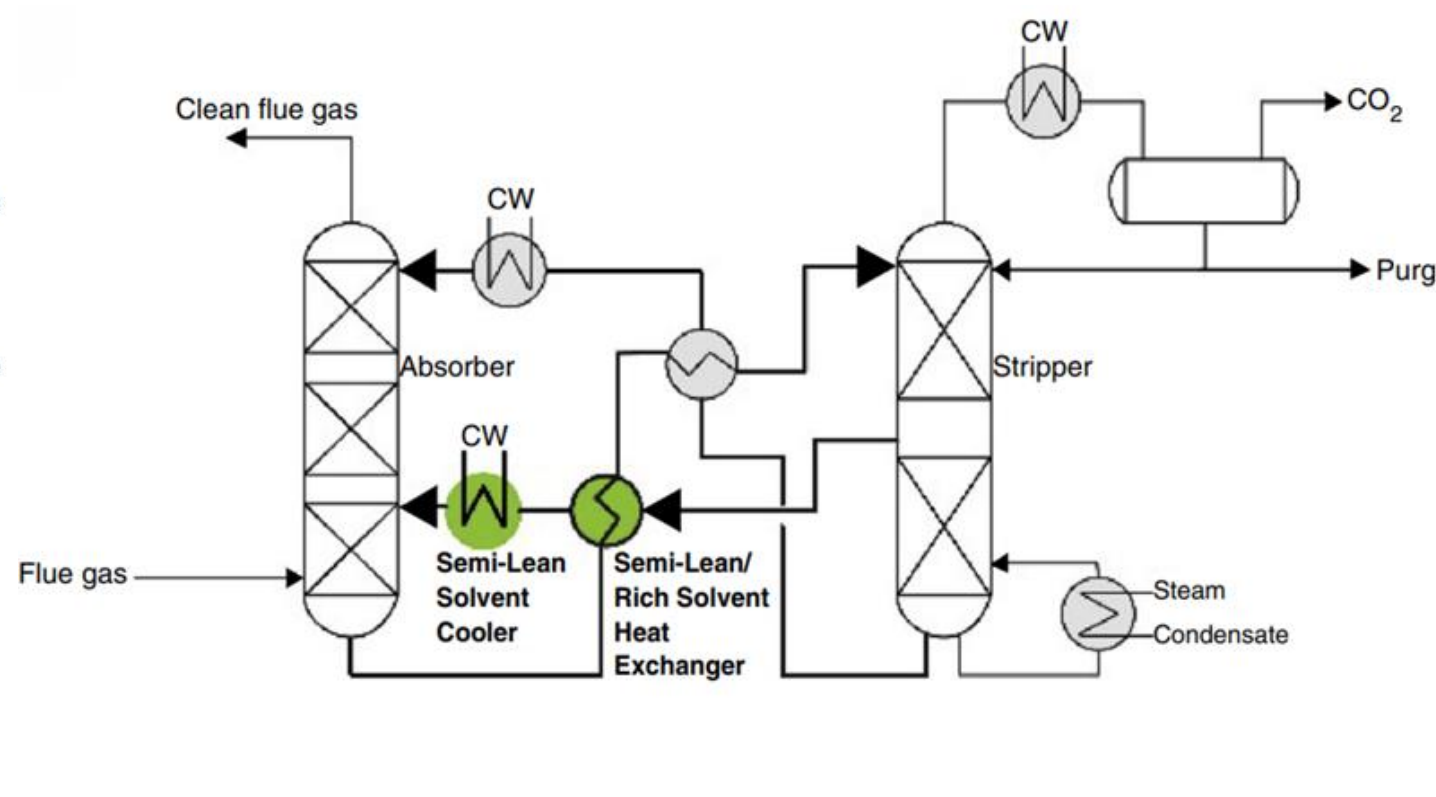 CW
CO2
Clean flue gas
CW
Purg
Absorber
Stripper
CW
Flue gas
Semi-Lean
Solvent
Cooler
Semi-Lean/
Rich Solvent
Heat
Exchanger
Steam
Condensate